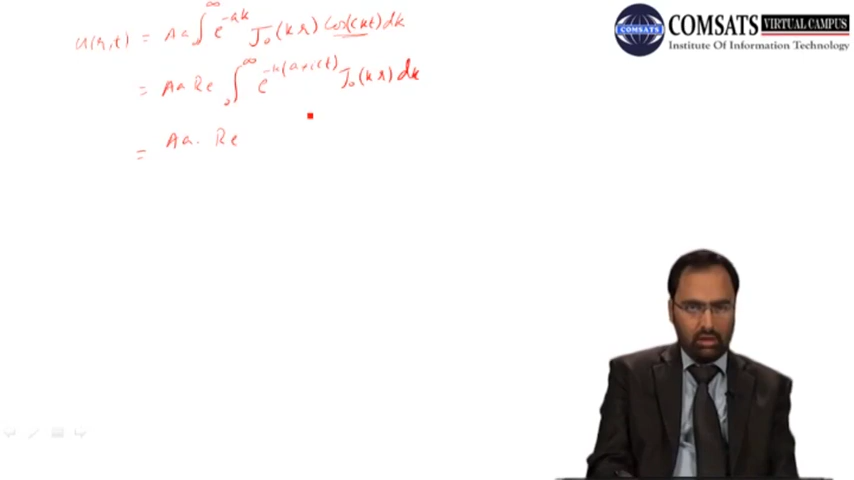 u(r,t) = Aa ∫₀^∞ e^{-ak} J₀(kr) Cos(ckt) dk
= Aa Re ∫₀^∞ e^{-k(a+ict)} J₀(kr) dk
= Aa. Re
COMSATS VIRTUAL CAMPUS
COMSATS
Institute Of Information Technology